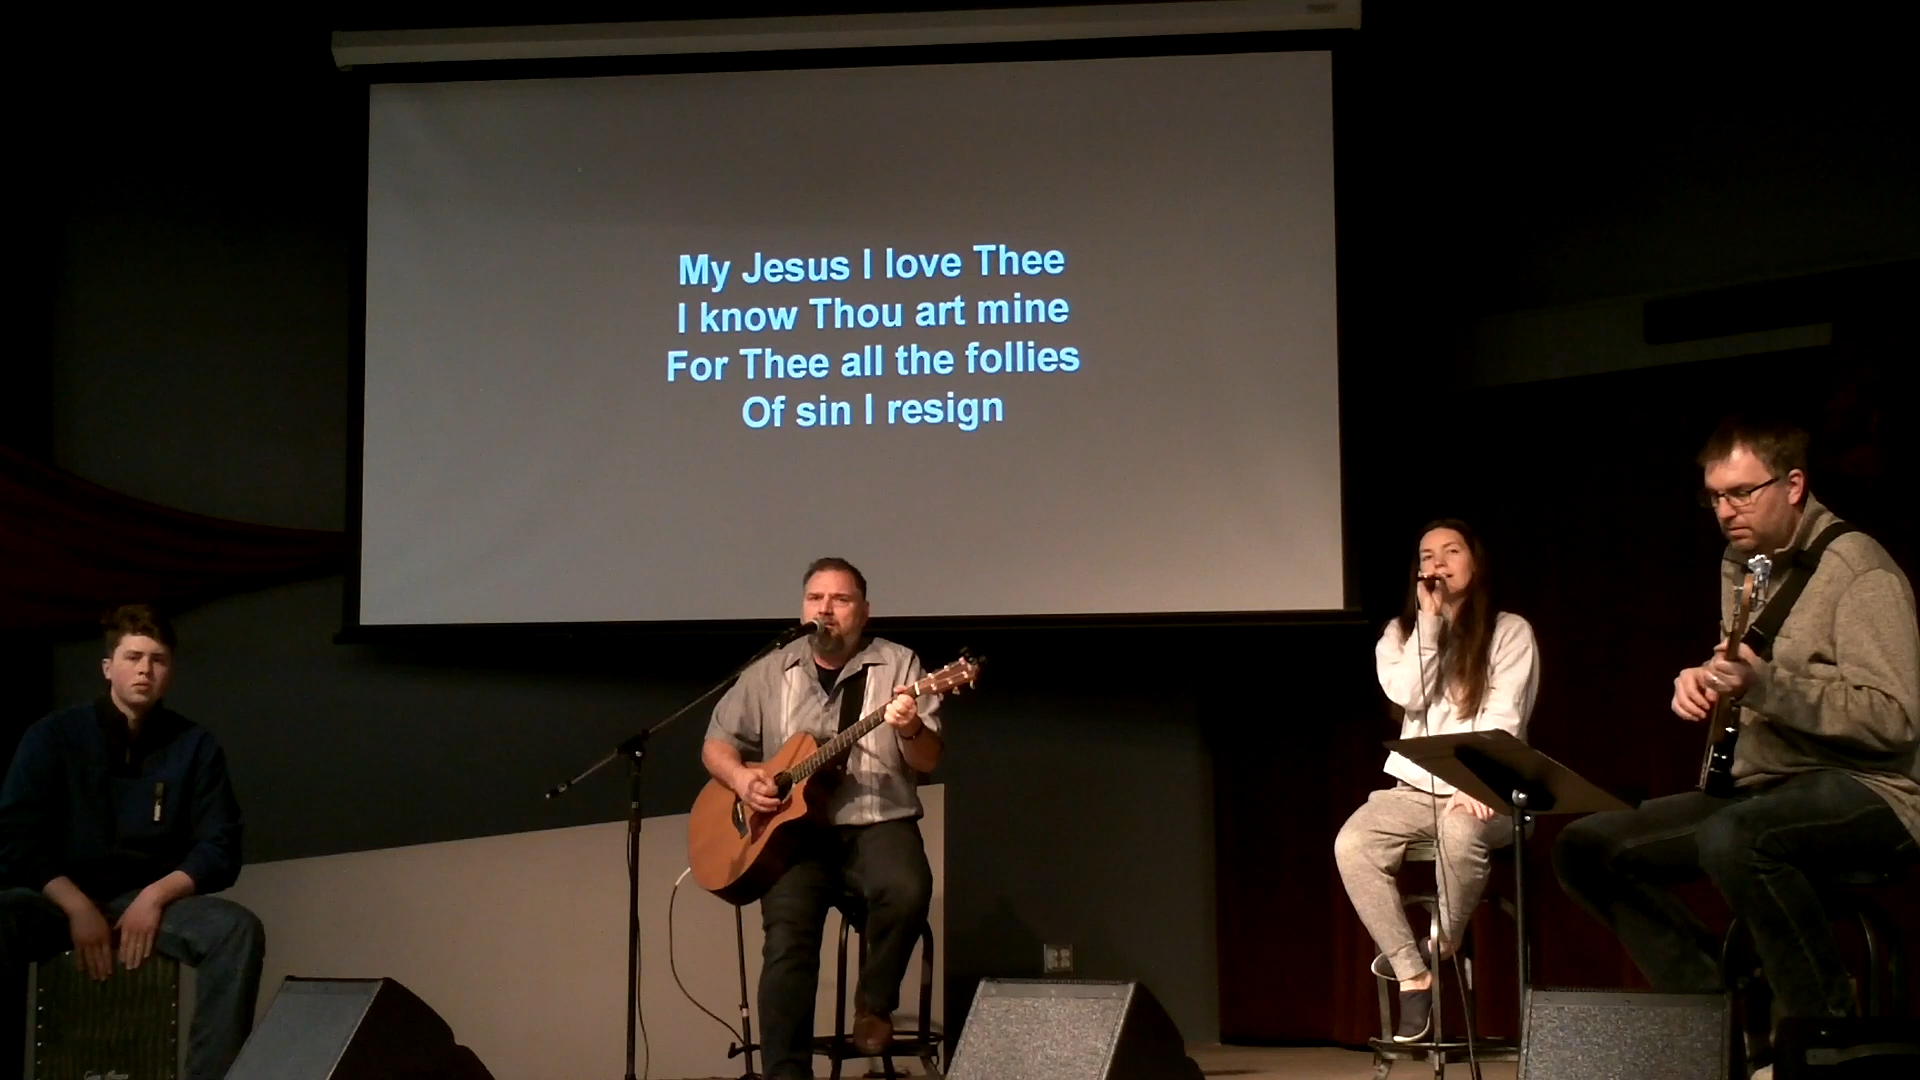 My Jesus I love Thee
I know Thou art mine
For Thee all the follies
Of sin I resign